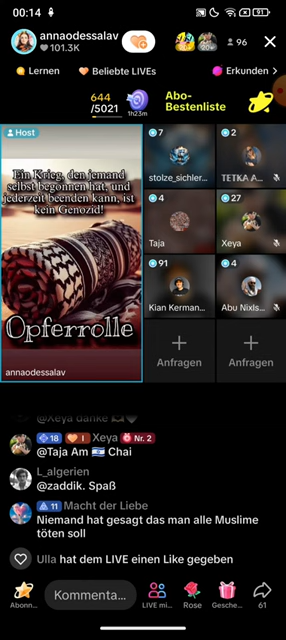 00:14
91
annaodessalav
101.3K
96
Lernen
Beliebte LIVEs
Erkunden >
644
/5021
1h23m
Abo-
Bestenliste
Host
Ein Krieg, den jemand
selbst begonnen hat, und
jederzeit beenden kann, ist
kein Genozid!
Opferrolle
annaodessalav
7
stolze_sichler...
2
ТЕТКА А...
4
Taja
27
Xeya
91
Kian Kerman...
4
Abu Nixls...
+
Anfragen
+
Anfragen
@Xeya danke
18 I Xeya Nr. 2
@Taja Am 🇮🇱 Chai
L_algerien
@zaddik. Spaß
11 Macht der Liebe
Niemand hat gesagt das man alle Muslime
töten soll
Ulla hat dem LIVE einen Like gegeben
Abonn...
Kommenta...
LIVE mi...
Rose
Gesche...
61